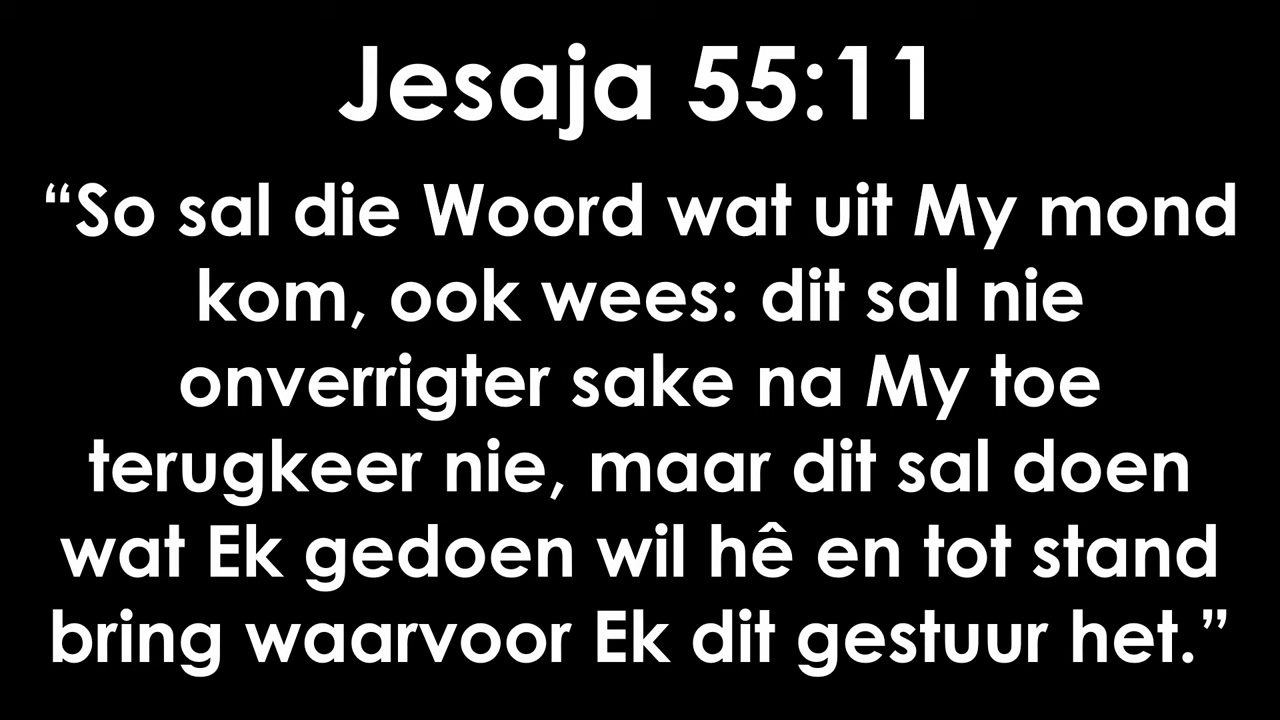 Jesaja 55:11
“So sal die Woord wat uit My mond
kom, ook wees: dit sal nie
onverrigter sake na My toe
terugkeer nie, maar dit sal doen
wat Ek gedoen wil hê en tot stand
bring waarvoor Ek dit gestuur het.”